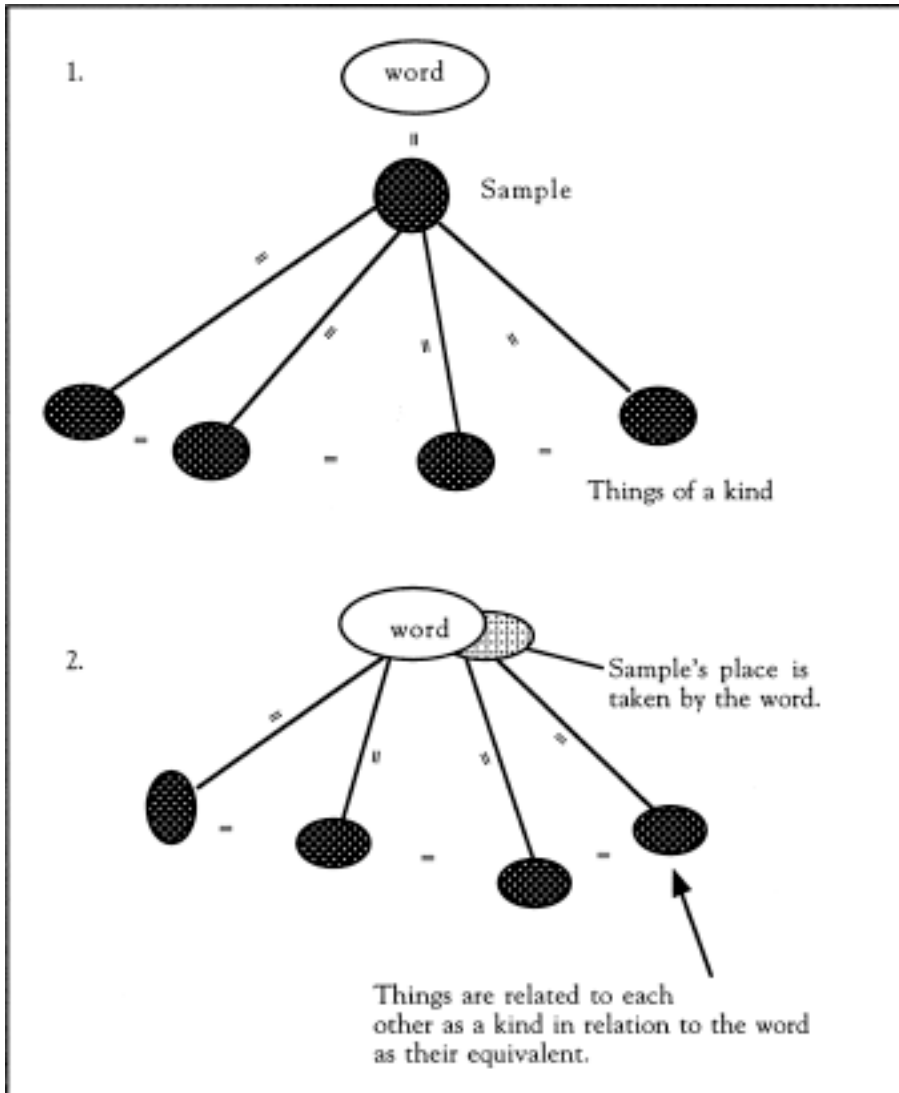 1.
word
Sample
Things of a kind
2.
word
Sample's place is
taken by the word.
Things are related to each
other as a kind in relation to the word
as their equivalent.